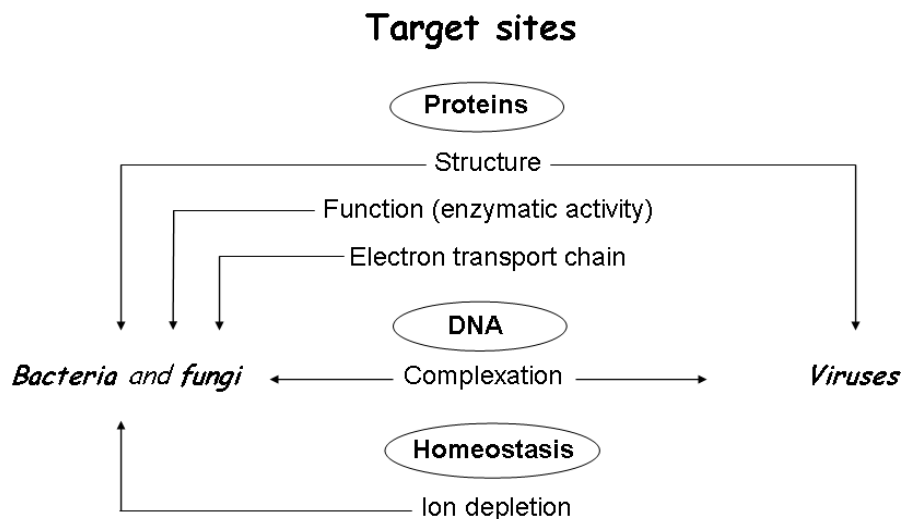 Target sites
Proteins
Structure
Function (enzymatic activity)
Electron transport chain
DNA
Bacteria and fungi
Complexation
Viruses
Homeostasis
Ion depletion